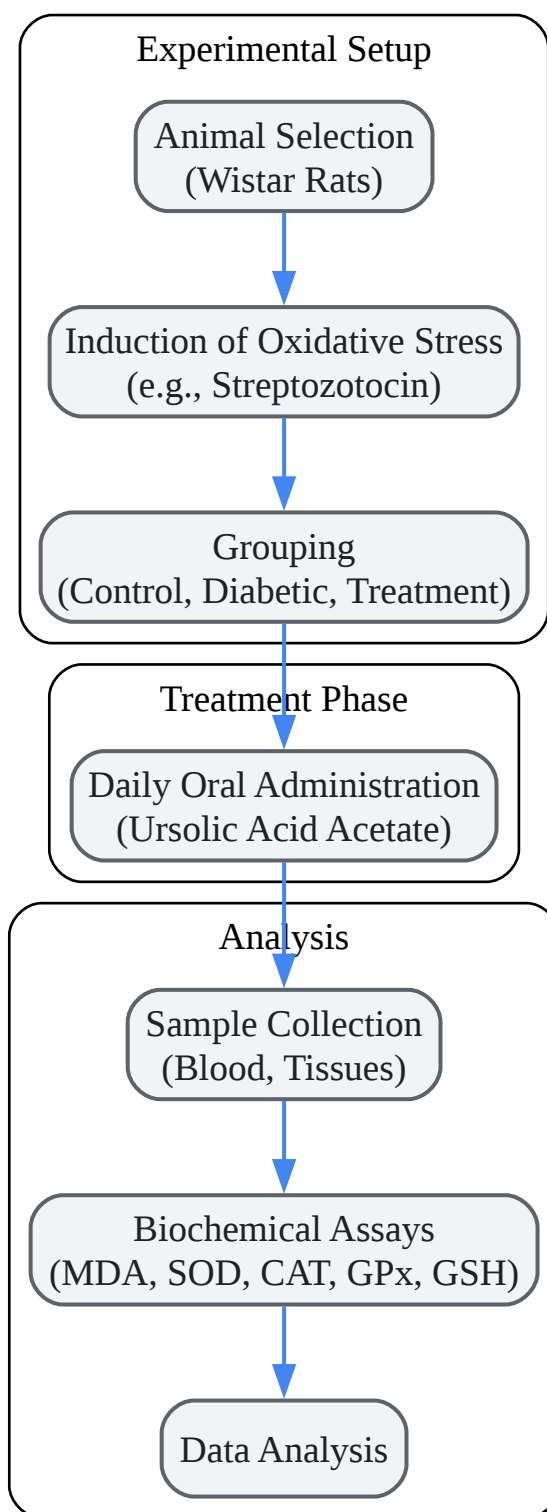 Experimental Setup
Animal Selection
(Wistar Rats)
Induction of Oxidative Stress
(e.g., Streptozotocin)
Grouping
(Control, Diabetic, Treatment)
Treatment Phase
Daily Oral Administration
(Ursolic Acid Acetate)
Analysis
Sample Collection
(Blood, Tissues)
Biochemical Assays
(MDA, SOD, CAT, GPx, GSH)
Data Analysis